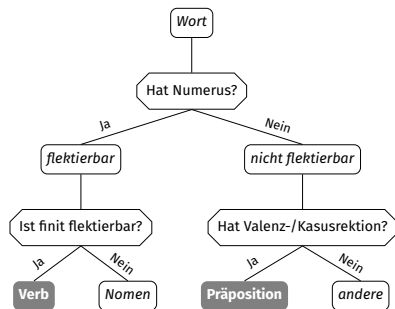 Wort
Hat Numerus?
Ja
Nein
flektierbar
nicht flektierbar
Ist finit flektierbar?
Hat Valenz-/Kasusrektion?
Ja
Nein
Ja
Nein
Verb
Nomen
Präposition
andere